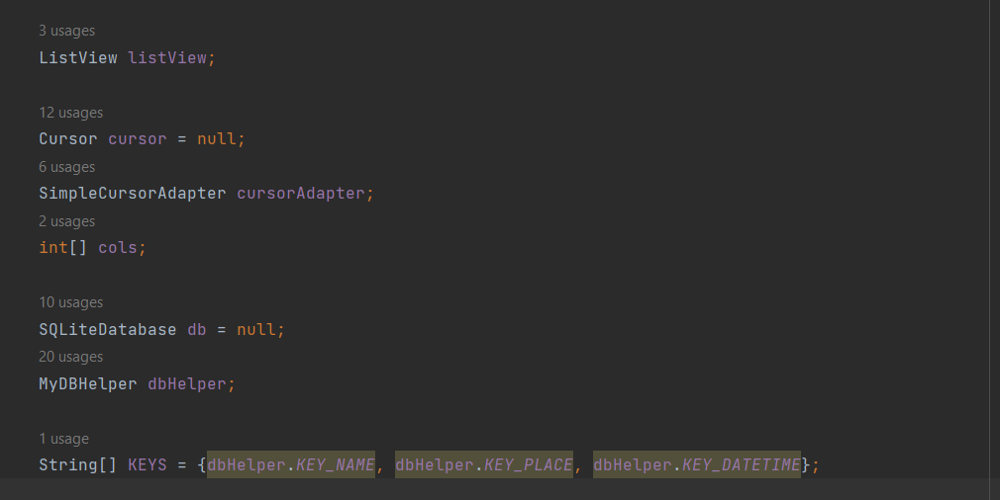 3 usages
ListView listView;
12 usages
Cursor cursor = null;
6 usages
SimpleCursorAdapter cursorAdapter;
2 usages
int[] cols;
10 usages
SQLiteDatabase db = null;
20 usages
MyDBHelper dbHelper;
1 usage
String[] KEYS = {dbHelper.KEY_NAME, dbHelper.KEY_PLACE, dbHelper.KEY_DATETIME};